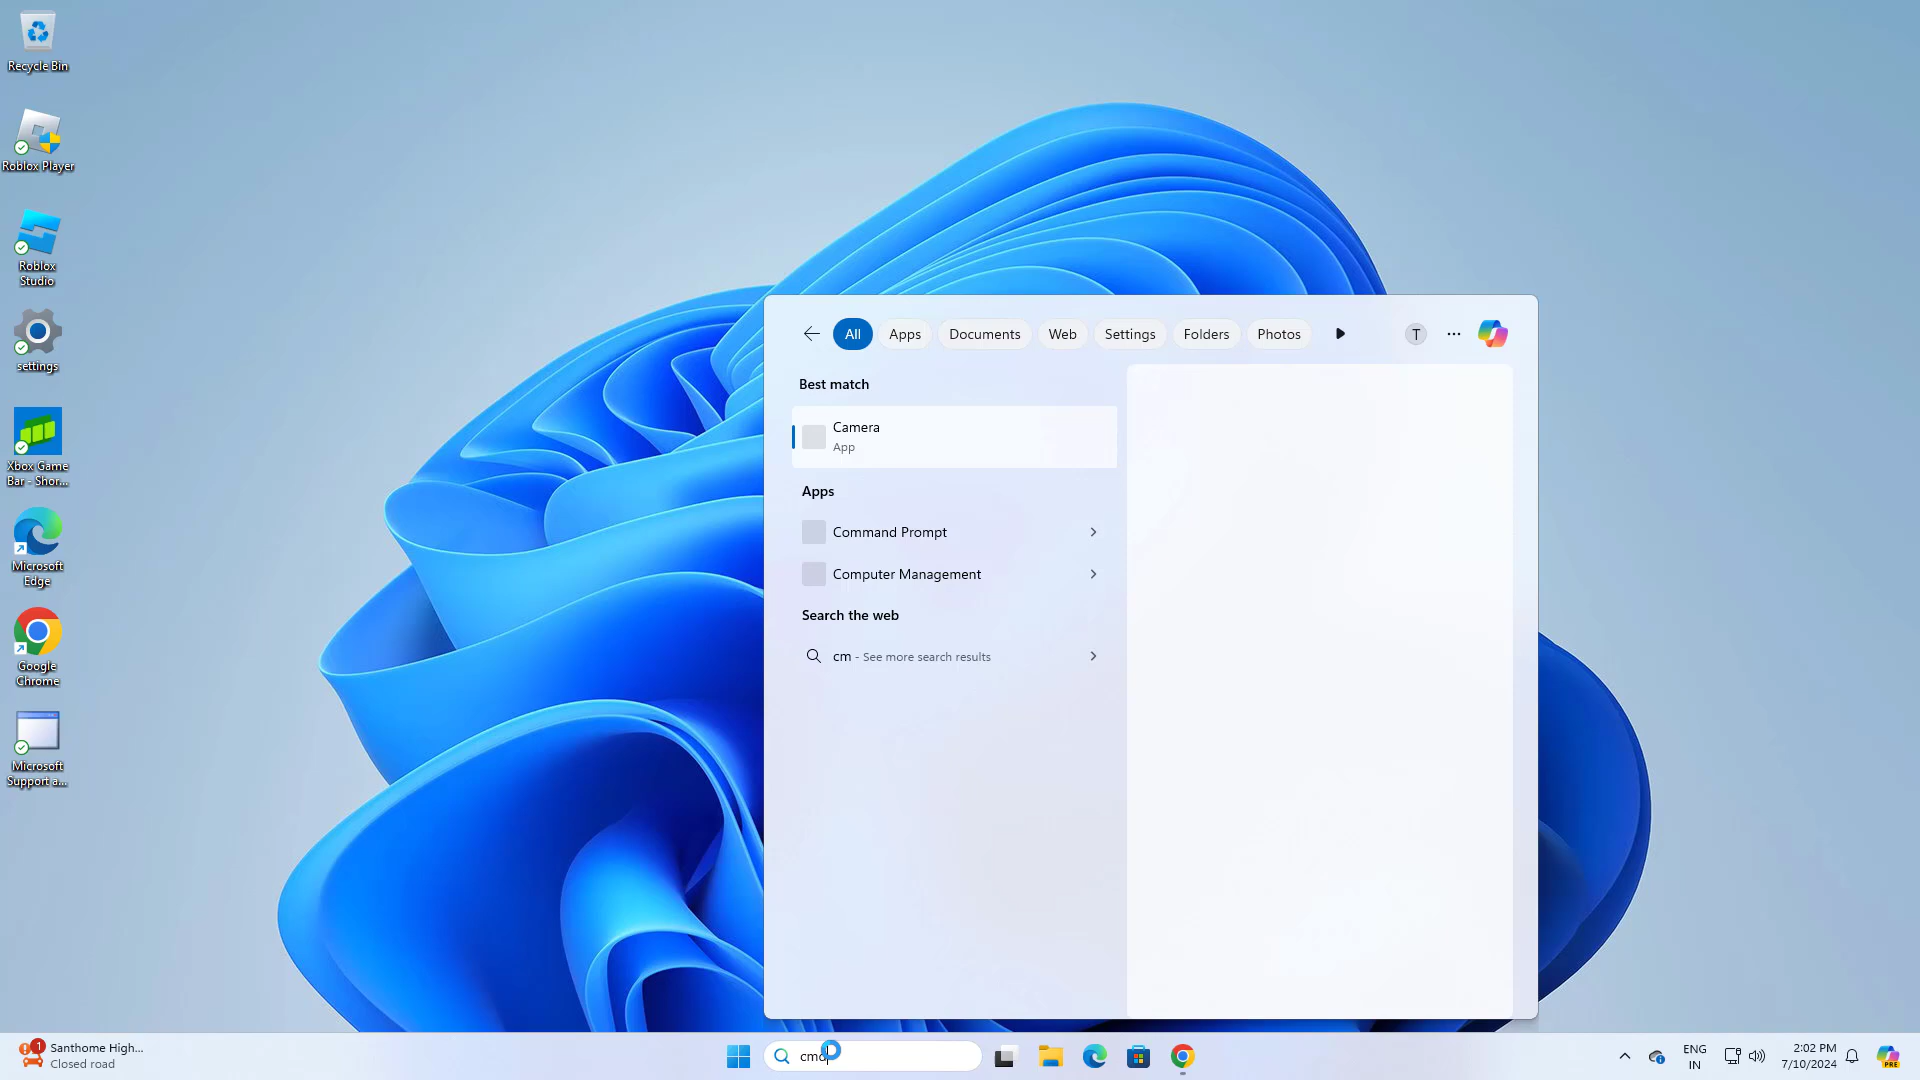 Recycle Bin
Roblox Player
Roblox
Studio
settings
Xbox Game
Bar - Shor...
Microsoft
Edge
Google
Chrome
Microsoft
Support a...
All
Apps
Documents
Web
Settings
Folders
Photos
T
Best match
Camera
App
Apps
Command Prompt
Computer Management
Search the web
cm - See more search results
1
Santhome High...
Closed road
cmd
ENG
IN
2:02 PM
7/10/2024
PRE